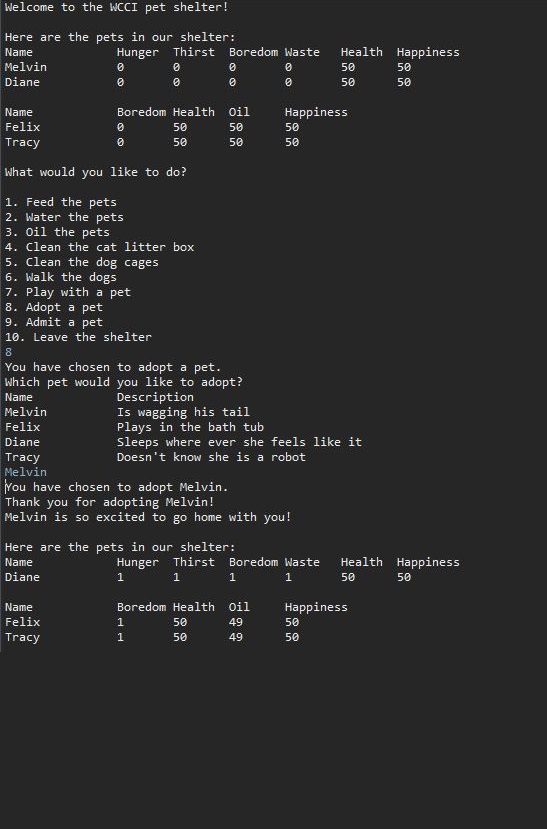 Welcome to the WCCI pet shelter!
Here are the pets in our shelter:
Name Hunger Thirst Boredom Waste Health Happiness
Melvin 0 0 0 0 50 50
Diane 0 0 0 0 50 50
Name Boredom Health Oil Happiness
Felix 0 50 50 50
Tracy 0 50 50 50
What would you like to do?
1. Feed the pets
2. Water the pets
3. Oil the pets
4. Clean the cat litter box
5. Clean the dog cages
6. Walk the dogs
7. Play with a pet
8. Adopt a pet
9. Admit a pet
10. Leave the shelter
8
You have chosen to adopt a pet.
Which pet would you like to adopt?
Name Description
Melvin Is wagging his tail
Felix Plays in the bath tub
Diane Sleeps where ever she feels like it
Tracy Doesn't know she is a robot
Melvin
You have chosen to adopt Melvin.
Thank you for adopting Melvin!
Melvin is so excited to go home with you!
Here are the pets in our shelter:
Name Hunger Thirst Boredom Waste Health Happiness
Diane 1 1 1 1 50 50
Name Boredom Health Oil Happiness
Felix 1 50 49 50
Tracy 1 50 49 50